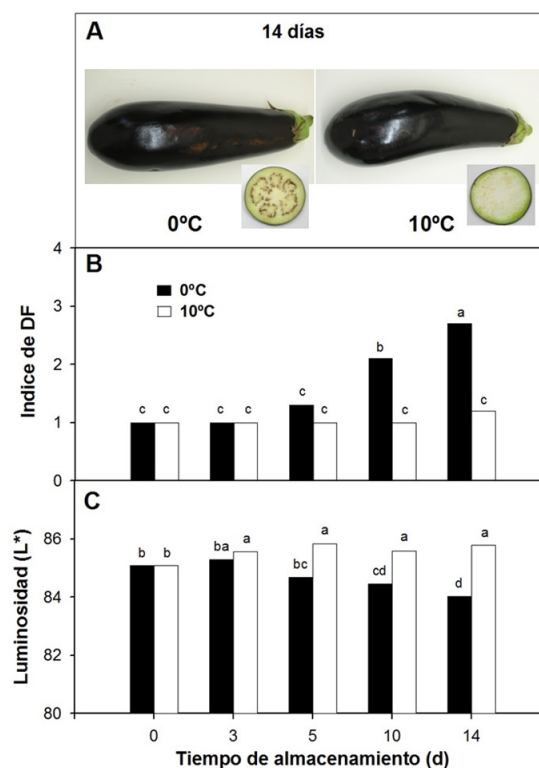 A
14 días
0ºC
10ºC
B
4
3
2
1
0
Indice de DF
0ºC
10ºC
c c c c c c b c a c
C
86
84
82
80
Luminosidad (L*)
b b ba a bc a cd a d a
0 3 5 10 14
Tiempo de almacenamiento (d)